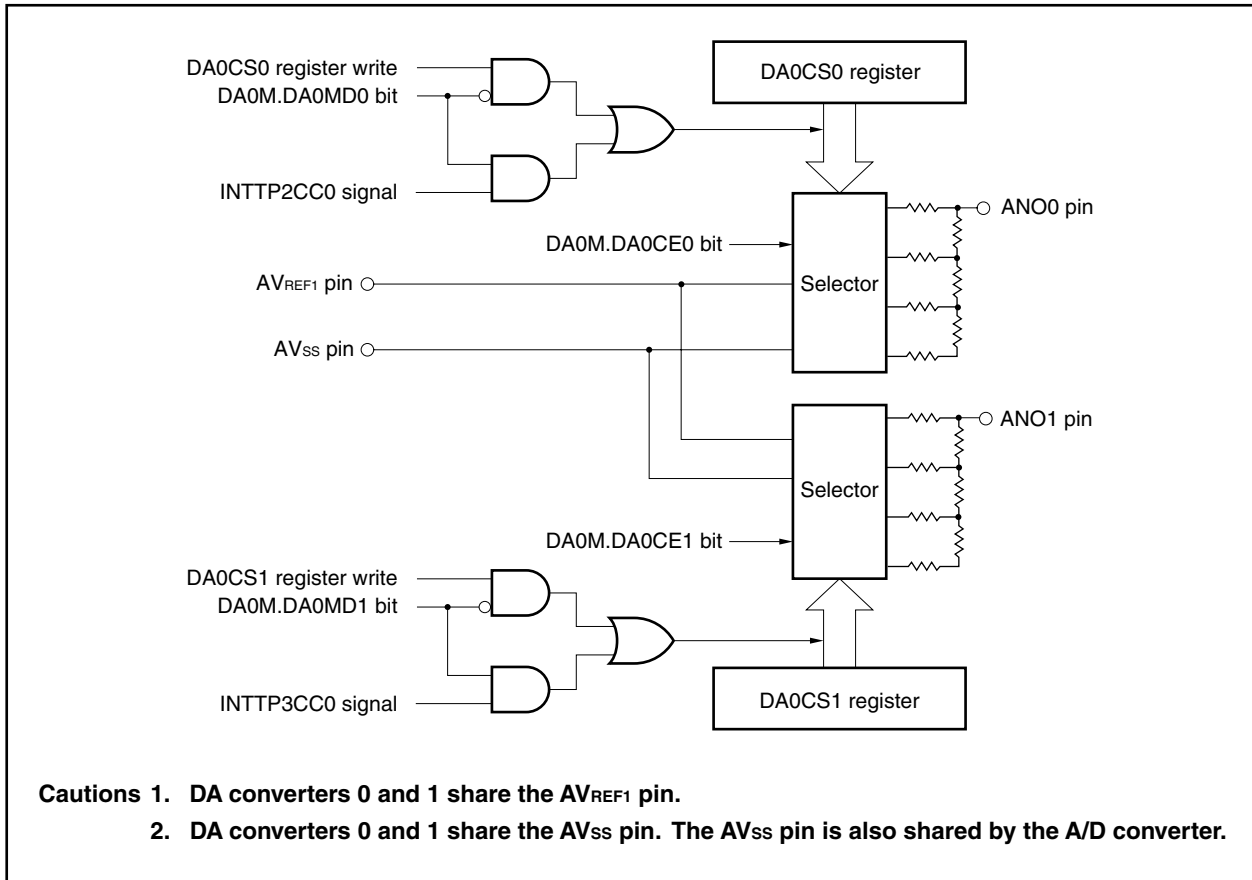 DA0CS0 register write
DA0M.DA0MD0 bit
INTTP2CC0 signal
DA0CS0 register
DA0M.DA0CE0 bit
Selector
ANO0 pin
AVREF1 pin
AVSS pin
Selector
ANO1 pin
DA0M.DA0CE1 bit
DA0CS1 register write
DA0M.DA0MD1 bit
INTTP3CC0 signal
DA0CS1 register
Cautions 1. DA converters 0 and 1 share the AVREF1 pin.
2. DA converters 0 and 1 share the AVSS pin. The AVSS pin is also shared by the A/D converter.